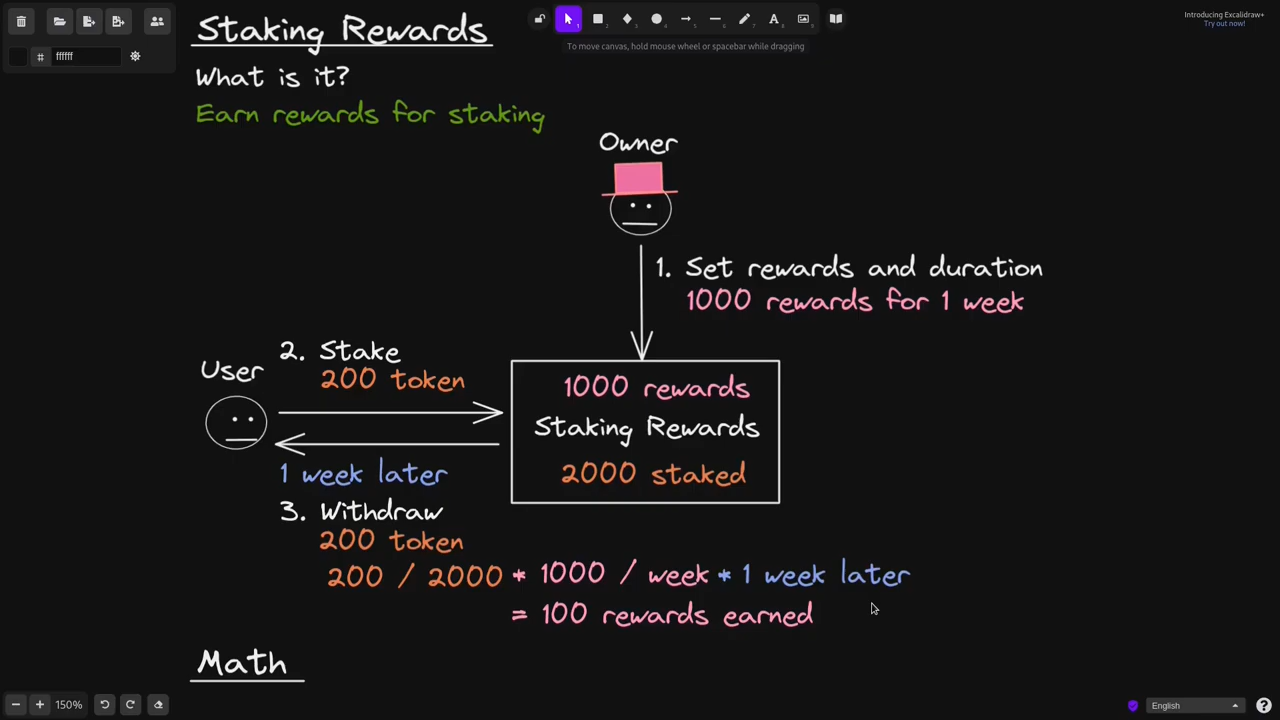 Introducing Excalidraw+
Try out now!
# ffffff
To move canvas, hold mouse wheel or spacebar while dragging
Staking Rewards
What is it?
Earn rewards for staking
Owner
1. Set rewards and duration
1000 rewards for 1 week
2. Stake
200 token
User
1000 rewards
Staking Rewards
2000 staked
1 week later
3. Withdraw
200 token
200 / 2000 * 1000 / week * 1 week later
= 100 rewards earned
Math
150%
English